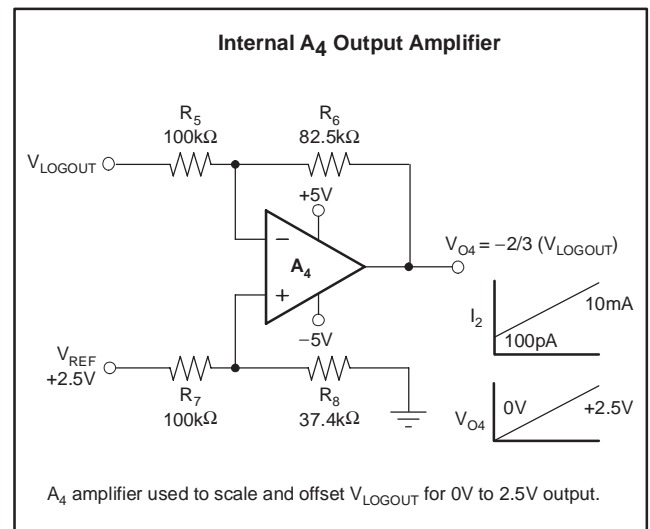 Internal A4 Output Amplifier
R5
100kΩ
R6
82.5kΩ
VLOGOUT
+5V
−
A4
+
−5V
VO4 = −2/3 (VLOGOUT)
I2
10mA
100pA
VREF
+2.5V
R7
100kΩ
R8
37.4kΩ
VO4
0V
+2.5V
A4 amplifier used to scale and offset VLOGOUT for 0V to 2.5V output.